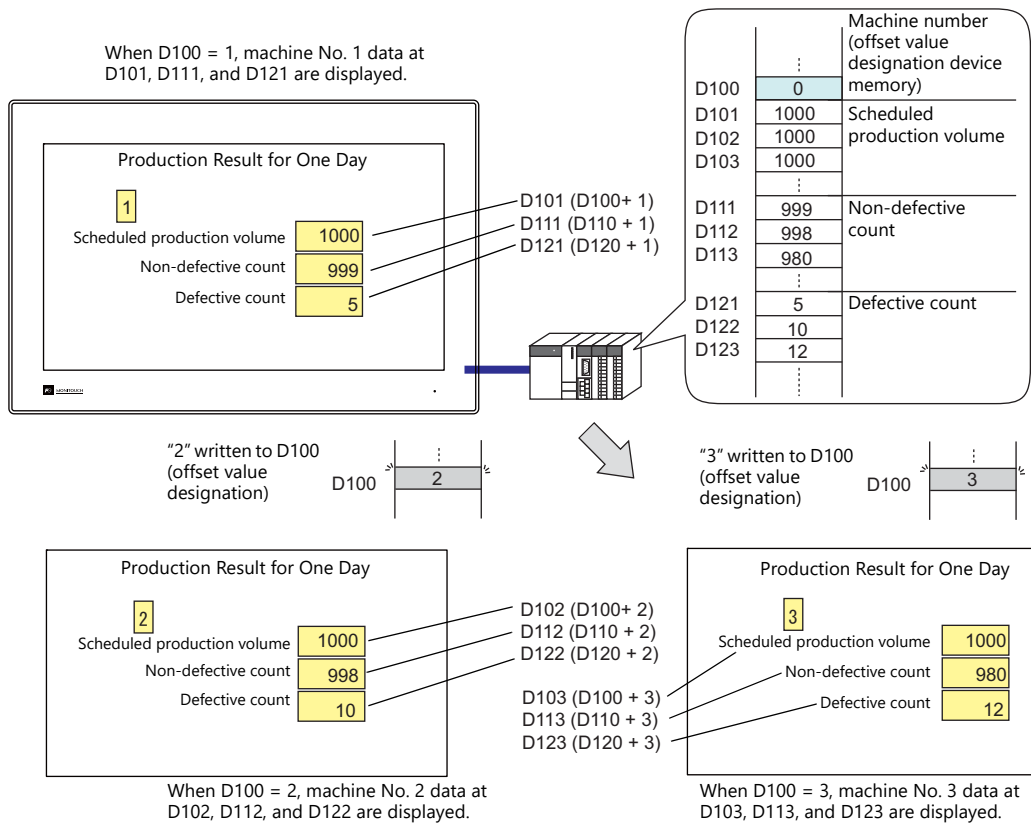 When D100 = 1, machine No. 1 data at
D101, D111, and D121 are displayed.
Production Result for One Day
1
Scheduled production volume 1000
Non-defective count 999
Defective count 5
MONITOUCH
D101 (D100+ 1)
D111 (D110 + 1)
D121 (D120 + 1)
Machine number
(offset value
designation device
memory)
D100 0
D101 1000 Scheduled
D102 1000 production volume
D103 1000
D111 999 Non-defective
D112 998 count
D113 980
D121 5 Defective count
D122 10
D123 12
"2" written to D100
(offset value
designation)
D100 2
"3" written to D100
(offset value
designation)
D100 3
Production Result for One Day
2
Scheduled production volume 1000
Non-defective count 998
Defective count 10
D102 (D100+ 2)
D112 (D110 + 2)
D122 (D120 + 2)
D103 (D100 + 3)
D113 (D110 + 3)
D123 (D120 + 3)
Production Result for One Day
3
Scheduled production volume 1000
Non-defective count 980
Defective count 12
When D100 = 2, machine No. 2 data at
D102, D112, and D122 are displayed.
When D100 = 3, machine No. 3 data at
D103, D113, and D123 are displayed.